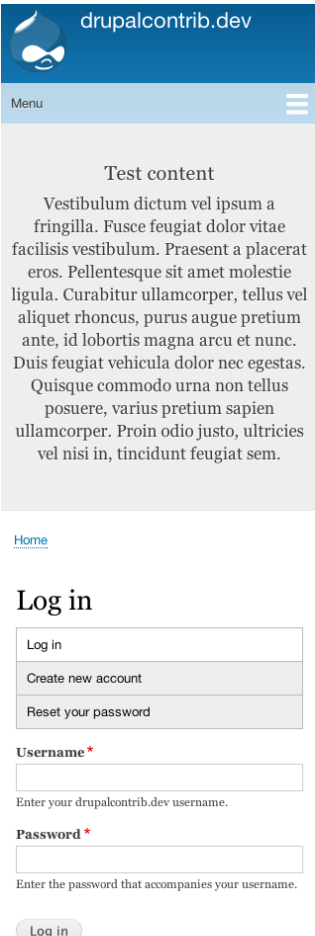 drupalcontrib.dev
Menu
Test content
Vestibulum dictum vel ipsum a
fringilla. Fusce feugiat dolor vitae
facilisis vestibulum. Praesent a placerat
eros. Pellentesque sit amet molestie
ligula. Curabitur ullamcorper, tellus vel
aliquet rhoncus, purus augue pretium
ante, id lobortis magna arcu et nunc.
Duis feugiat vehicula dolor nec egestas.
Quisque commodo urna non tellus
posuere, varius pretium sapien
ullamcorper. Proin odio justo, ultricies
vel nisi in, tincidunt feugiat sem.
Home
Log in
Log in
Create new account
Reset your password
Username*
Enter your drupalcontrib.dev username.
Password*
Enter the password that accompanies your username.
Log in